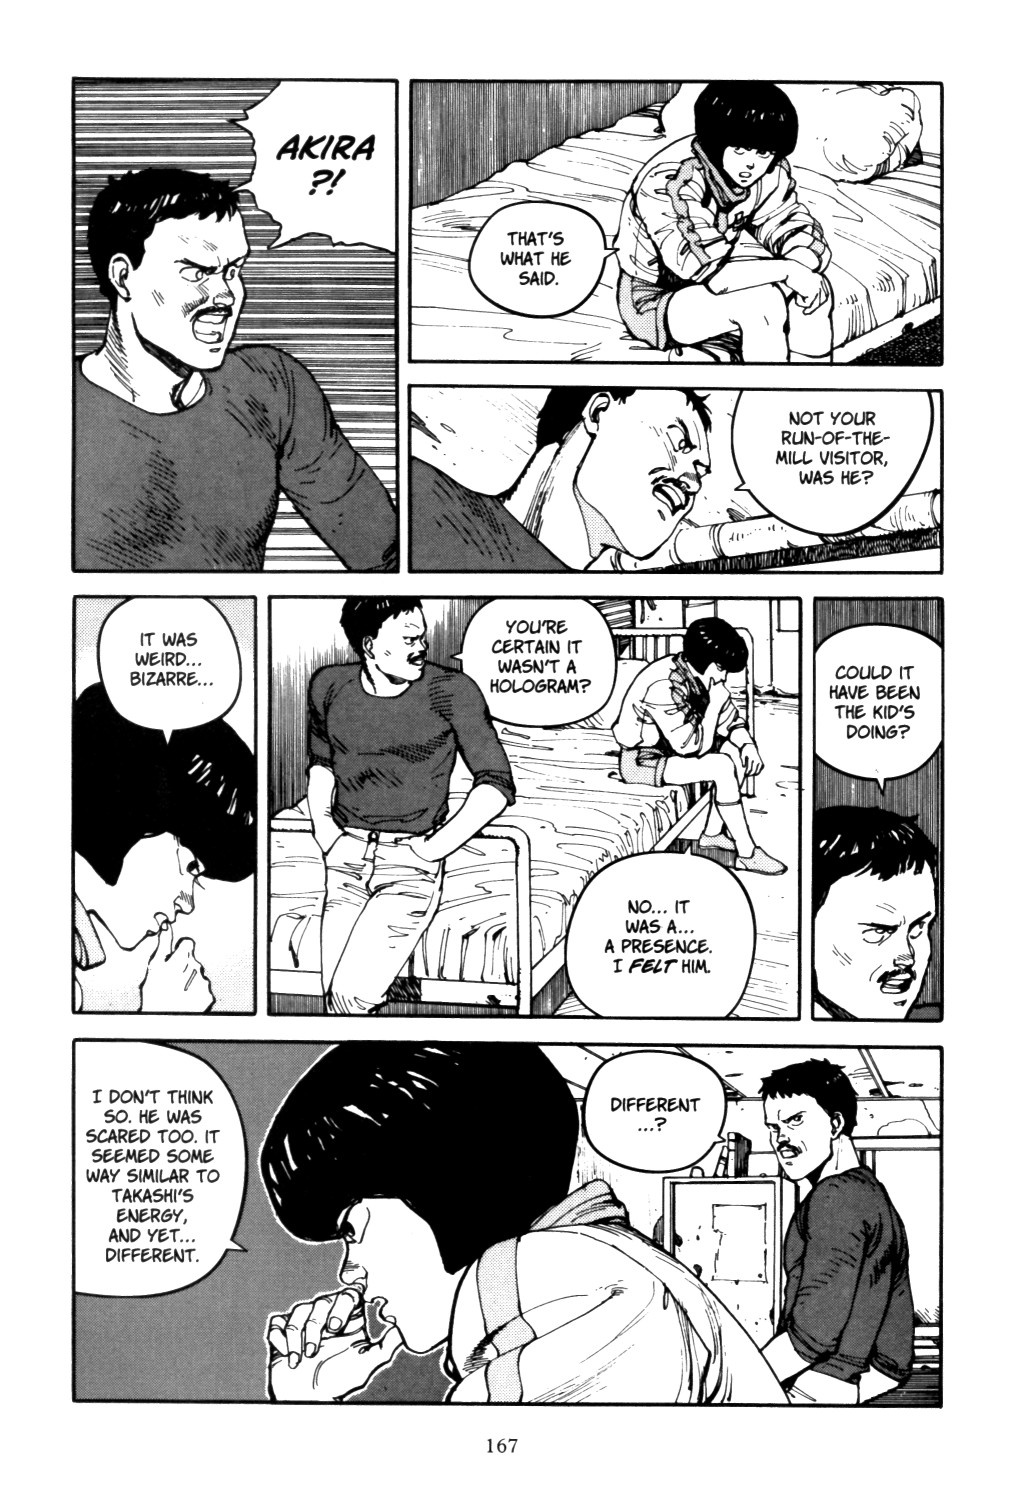 AKIRA
?!
THAT'S
WHAT HE
SAID.
NOT YOUR
RUN-OF-THE-
MILL VISITOR,
WAS HE?
IT WAS
WEIRD...
BIZARRE...
YOU'RE
CERTAIN IT
WASN'T A
HOLOGRAM?
NO... IT
WAS A...
A PRESENCE.
I FELT HIM.
COULD IT
HAVE BEEN
THE KID'S
DOING?
I DON'T THINK
SO. HE WAS
SCARED TOO. IT
SEEMED SOME
WAY SIMILAR TO
TAKASHI'S
ENERGY,
AND YET...
DIFFERENT.
DIFFERENT
...?
167